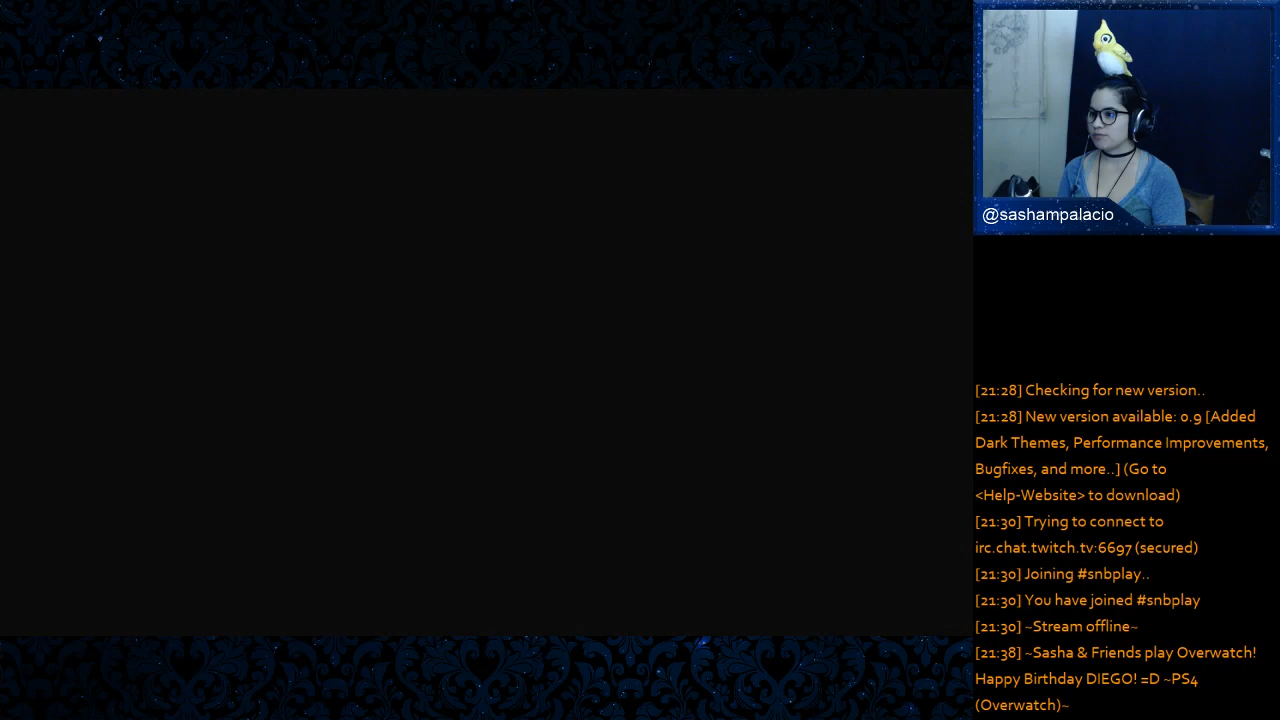 @sashampalacio
[21:28] Checking for new version..
[21:28] New version available: 0.9 [Added
Dark Themes, Performance Improvements,
Bugfixes, and more..] (Go to
<Help-Website> to download)
[21:30] Trying to connect to
irc.chat.twitch.tv:6697 (secured)
[21:30] Joining #snbplay..
[21:30] You have joined #snbplay
[21:30] ~Stream offline~
[21:38] ~Sasha & Friends play Overwatch!
Happy Birthday DIEGO! =D ~PS4
(Overwatch)~